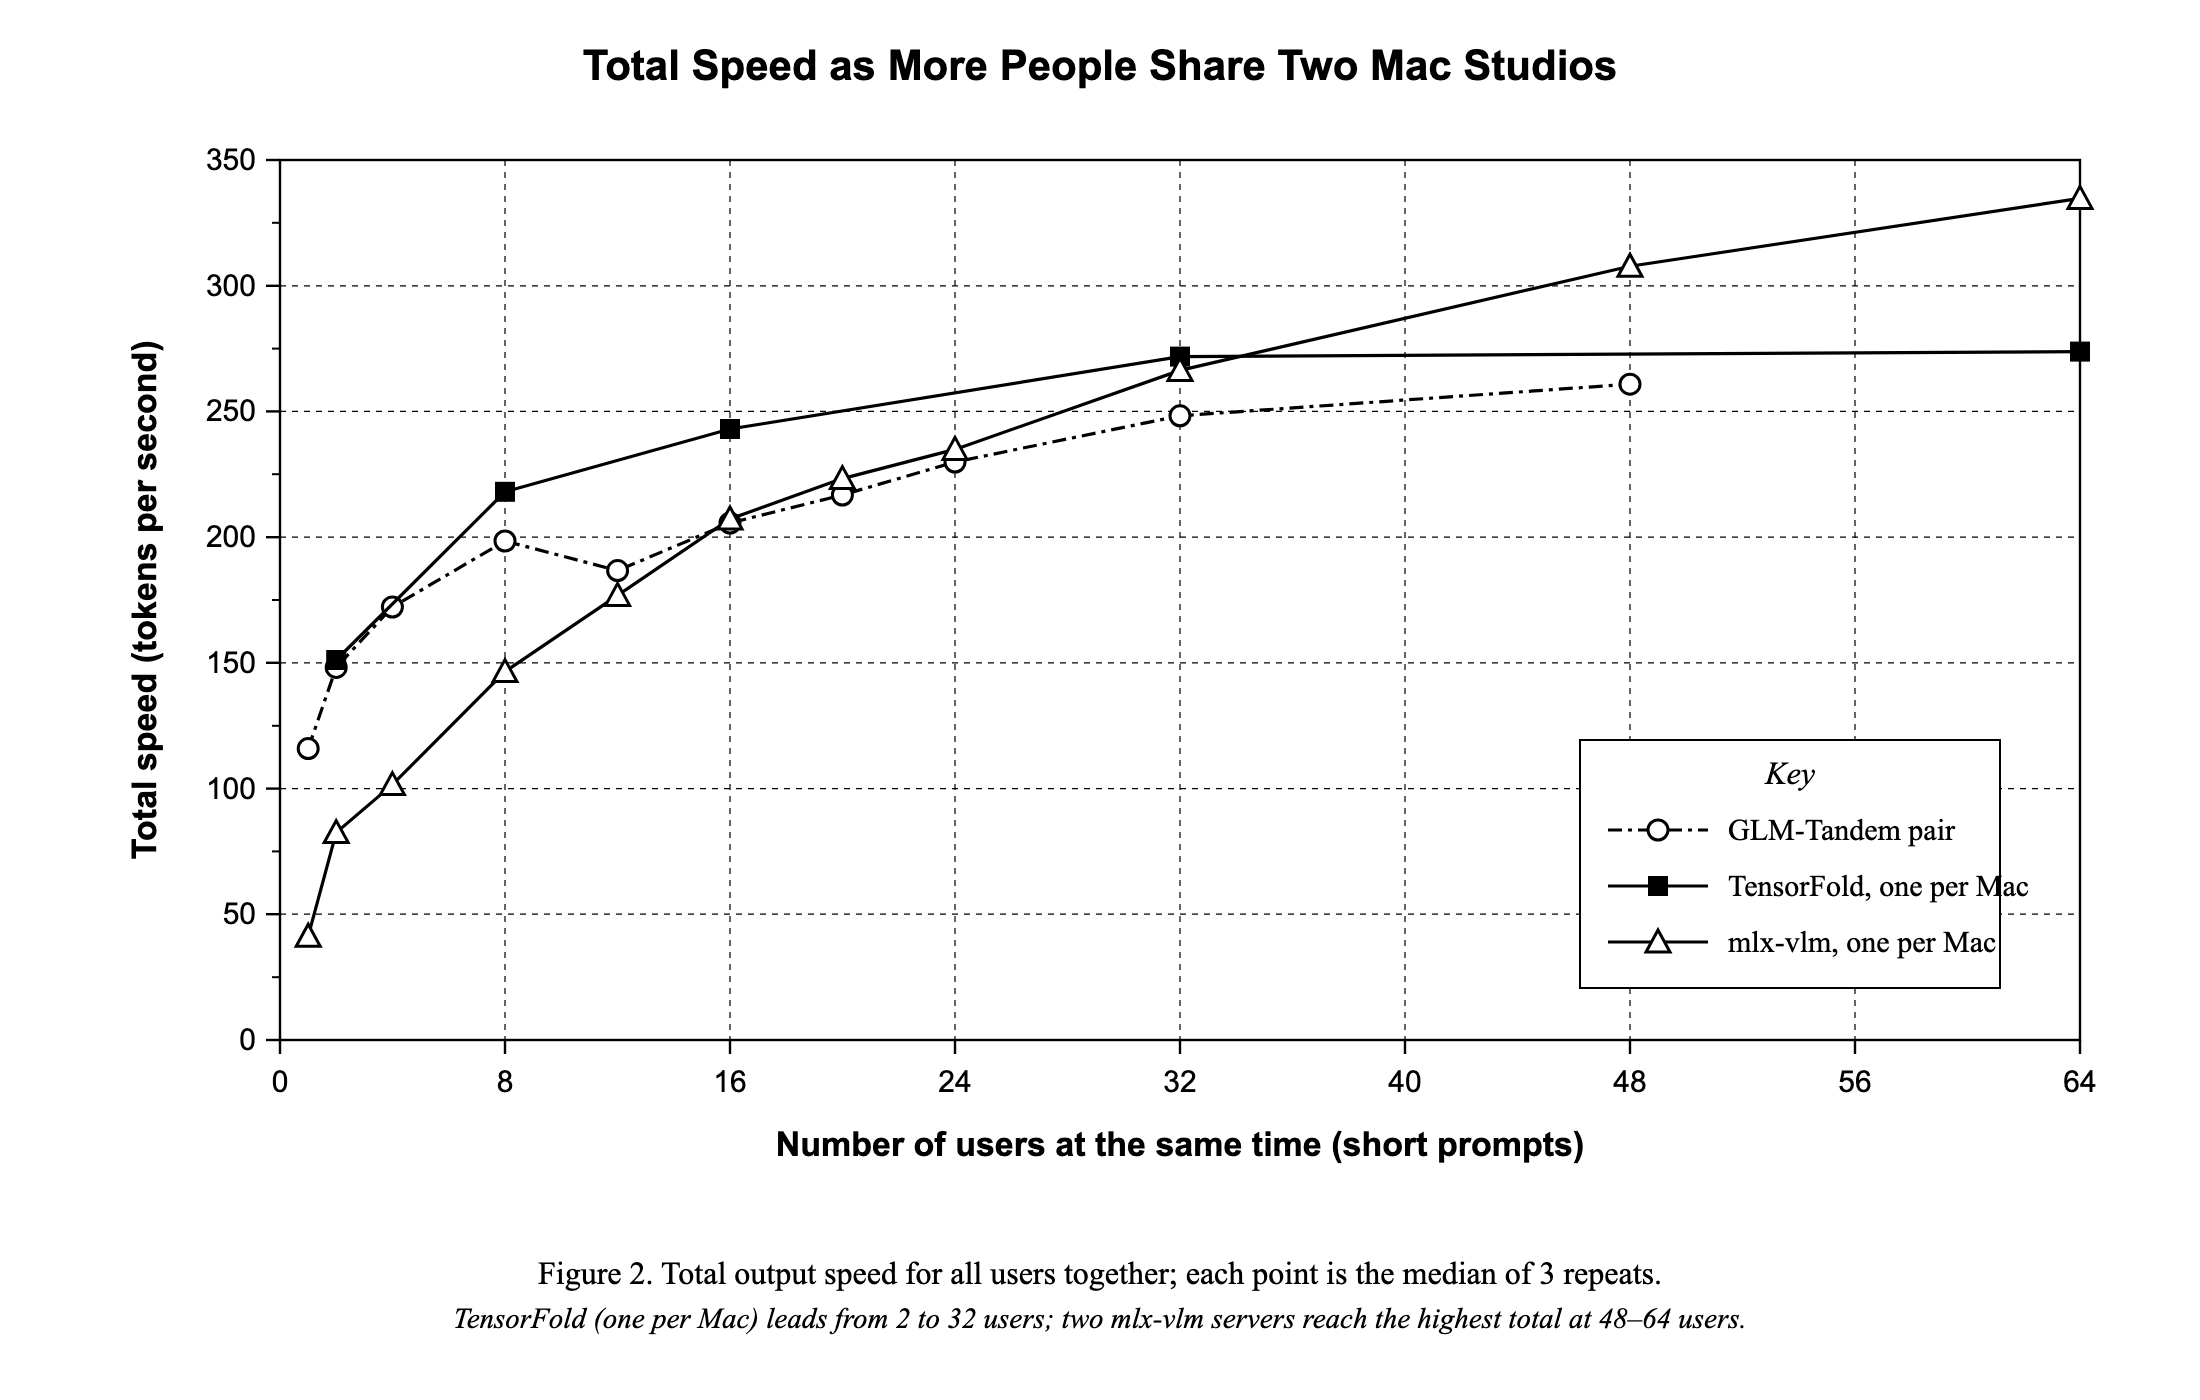 Total Speed as More People Share Two Mac Studios
Total speed (tokens per second)
350
300
250
200
150
100
50
0
0 8 16 24 32 40 48 56 64
Number of users at the same time (short prompts)
Key
GLM-Tandem pair
TensorFold, one per Mac
mlx-vlm, one per Mac
Figure 2. Total output speed for all users together; each point is the median of 3 repeats.
TensorFold (one per Mac) leads from 2 to 32 users; two mlx-vlm servers reach the highest total at 48–64 users.